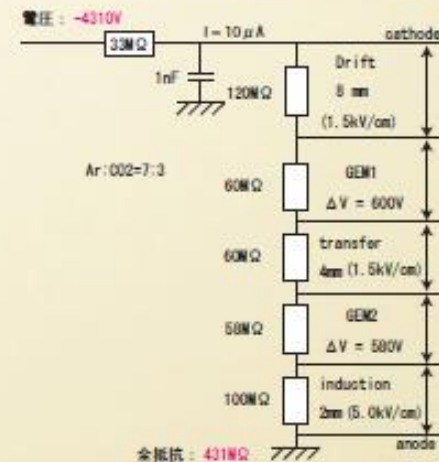 電圧： -4310V
I＝10μA
cathode
33MΩ
1nF
120MΩ
Drift
8 mm
(1.5kV/cm)
Ar:CO2=7:3
60MΩ
GEM1
ΔV = 600V
60MΩ
transfer
4mm (1.5kV/cm)
58MΩ
GEM2
ΔV = 580V
100MΩ
induction
2mm (5.0kV/cm)
anode
全抵抗： 431MΩ